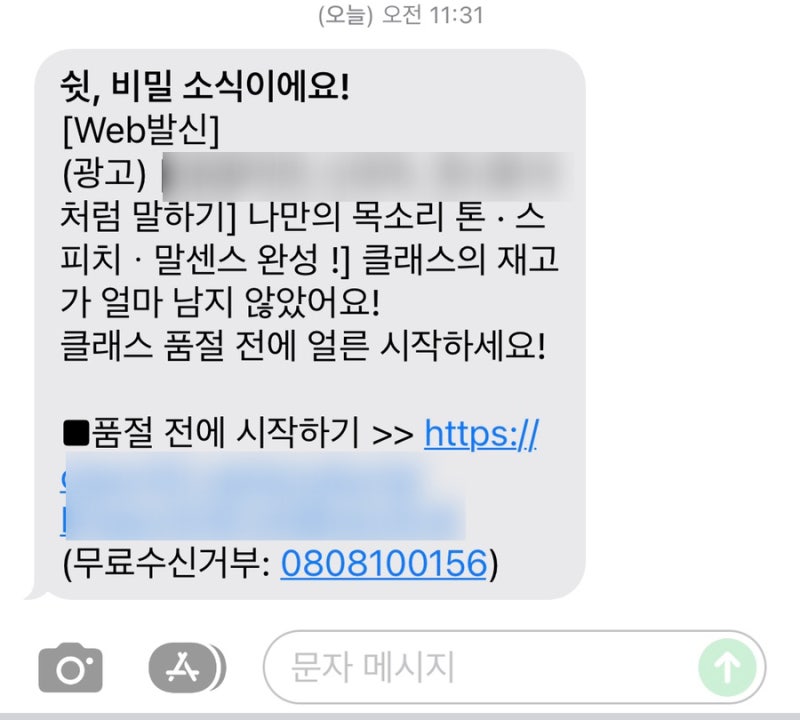 (오늘) 오전 11:31
쉿, 비밀 소식이에요!
[Web발신]
(광고)
처럼 말하기] 나만의 목소리 톤 · 스
피치 · 말센스 완성 !] 클래스의 재고
가 얼마 남지 않았어요!
클래스 품절 전에 얼른 시작하세요!
■품절 전에 시작하기 >> https://
(무료수신거부: 0808100156)
문자 메시지